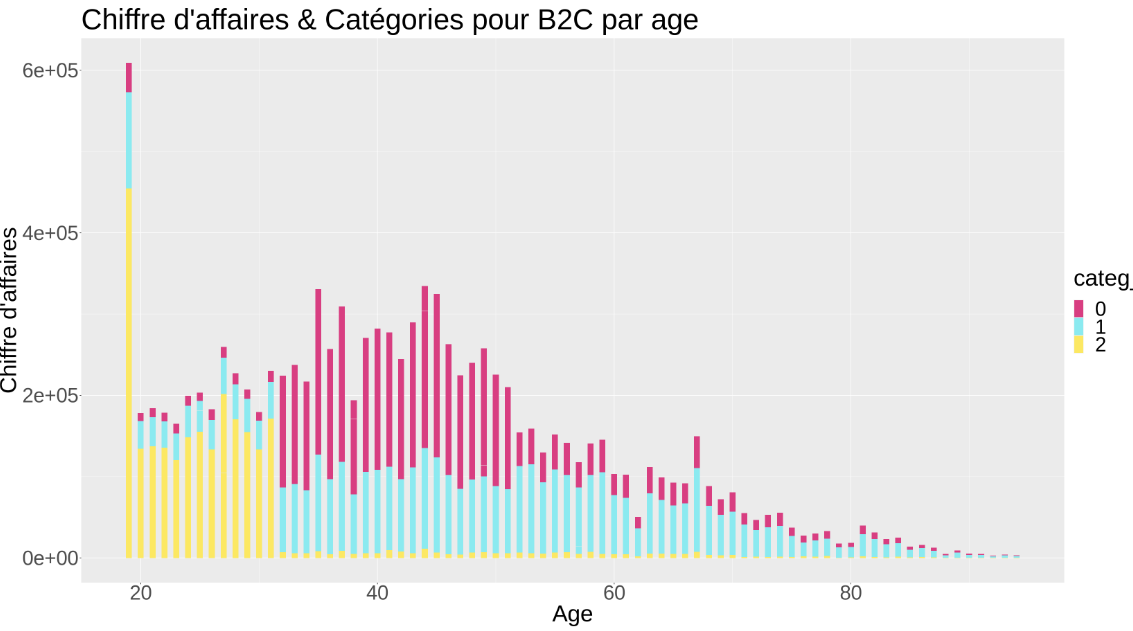 Chiffre d'affaires & Catégories pour B2C par age
6e+05
4e+05
2e+05
0e+00
Chiffre d'affaires
20
40
60
80
Age
categ_
0
1
2